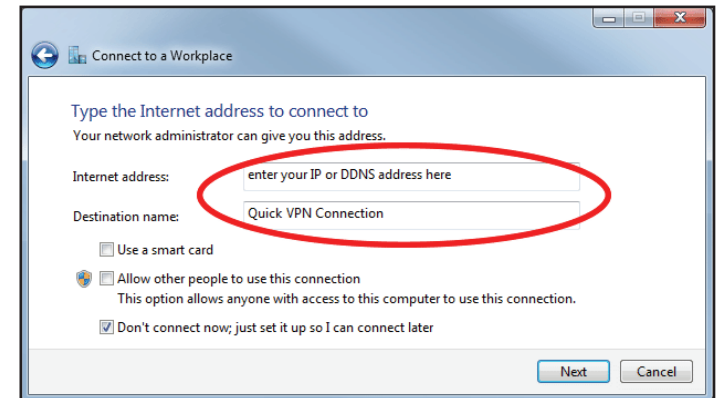 Connect to a Workplace
Type the Internet address to connect to
Your network administrator can give you this address.
Internet address: enter your IP or DDNS address here
Destination name: Quick VPN Connection
Use a smart card
Allow other people to use this connection
This option allows anyone with access to this computer to use this connection.
Don't connect now; just set it up so I can connect later
Next Cancel